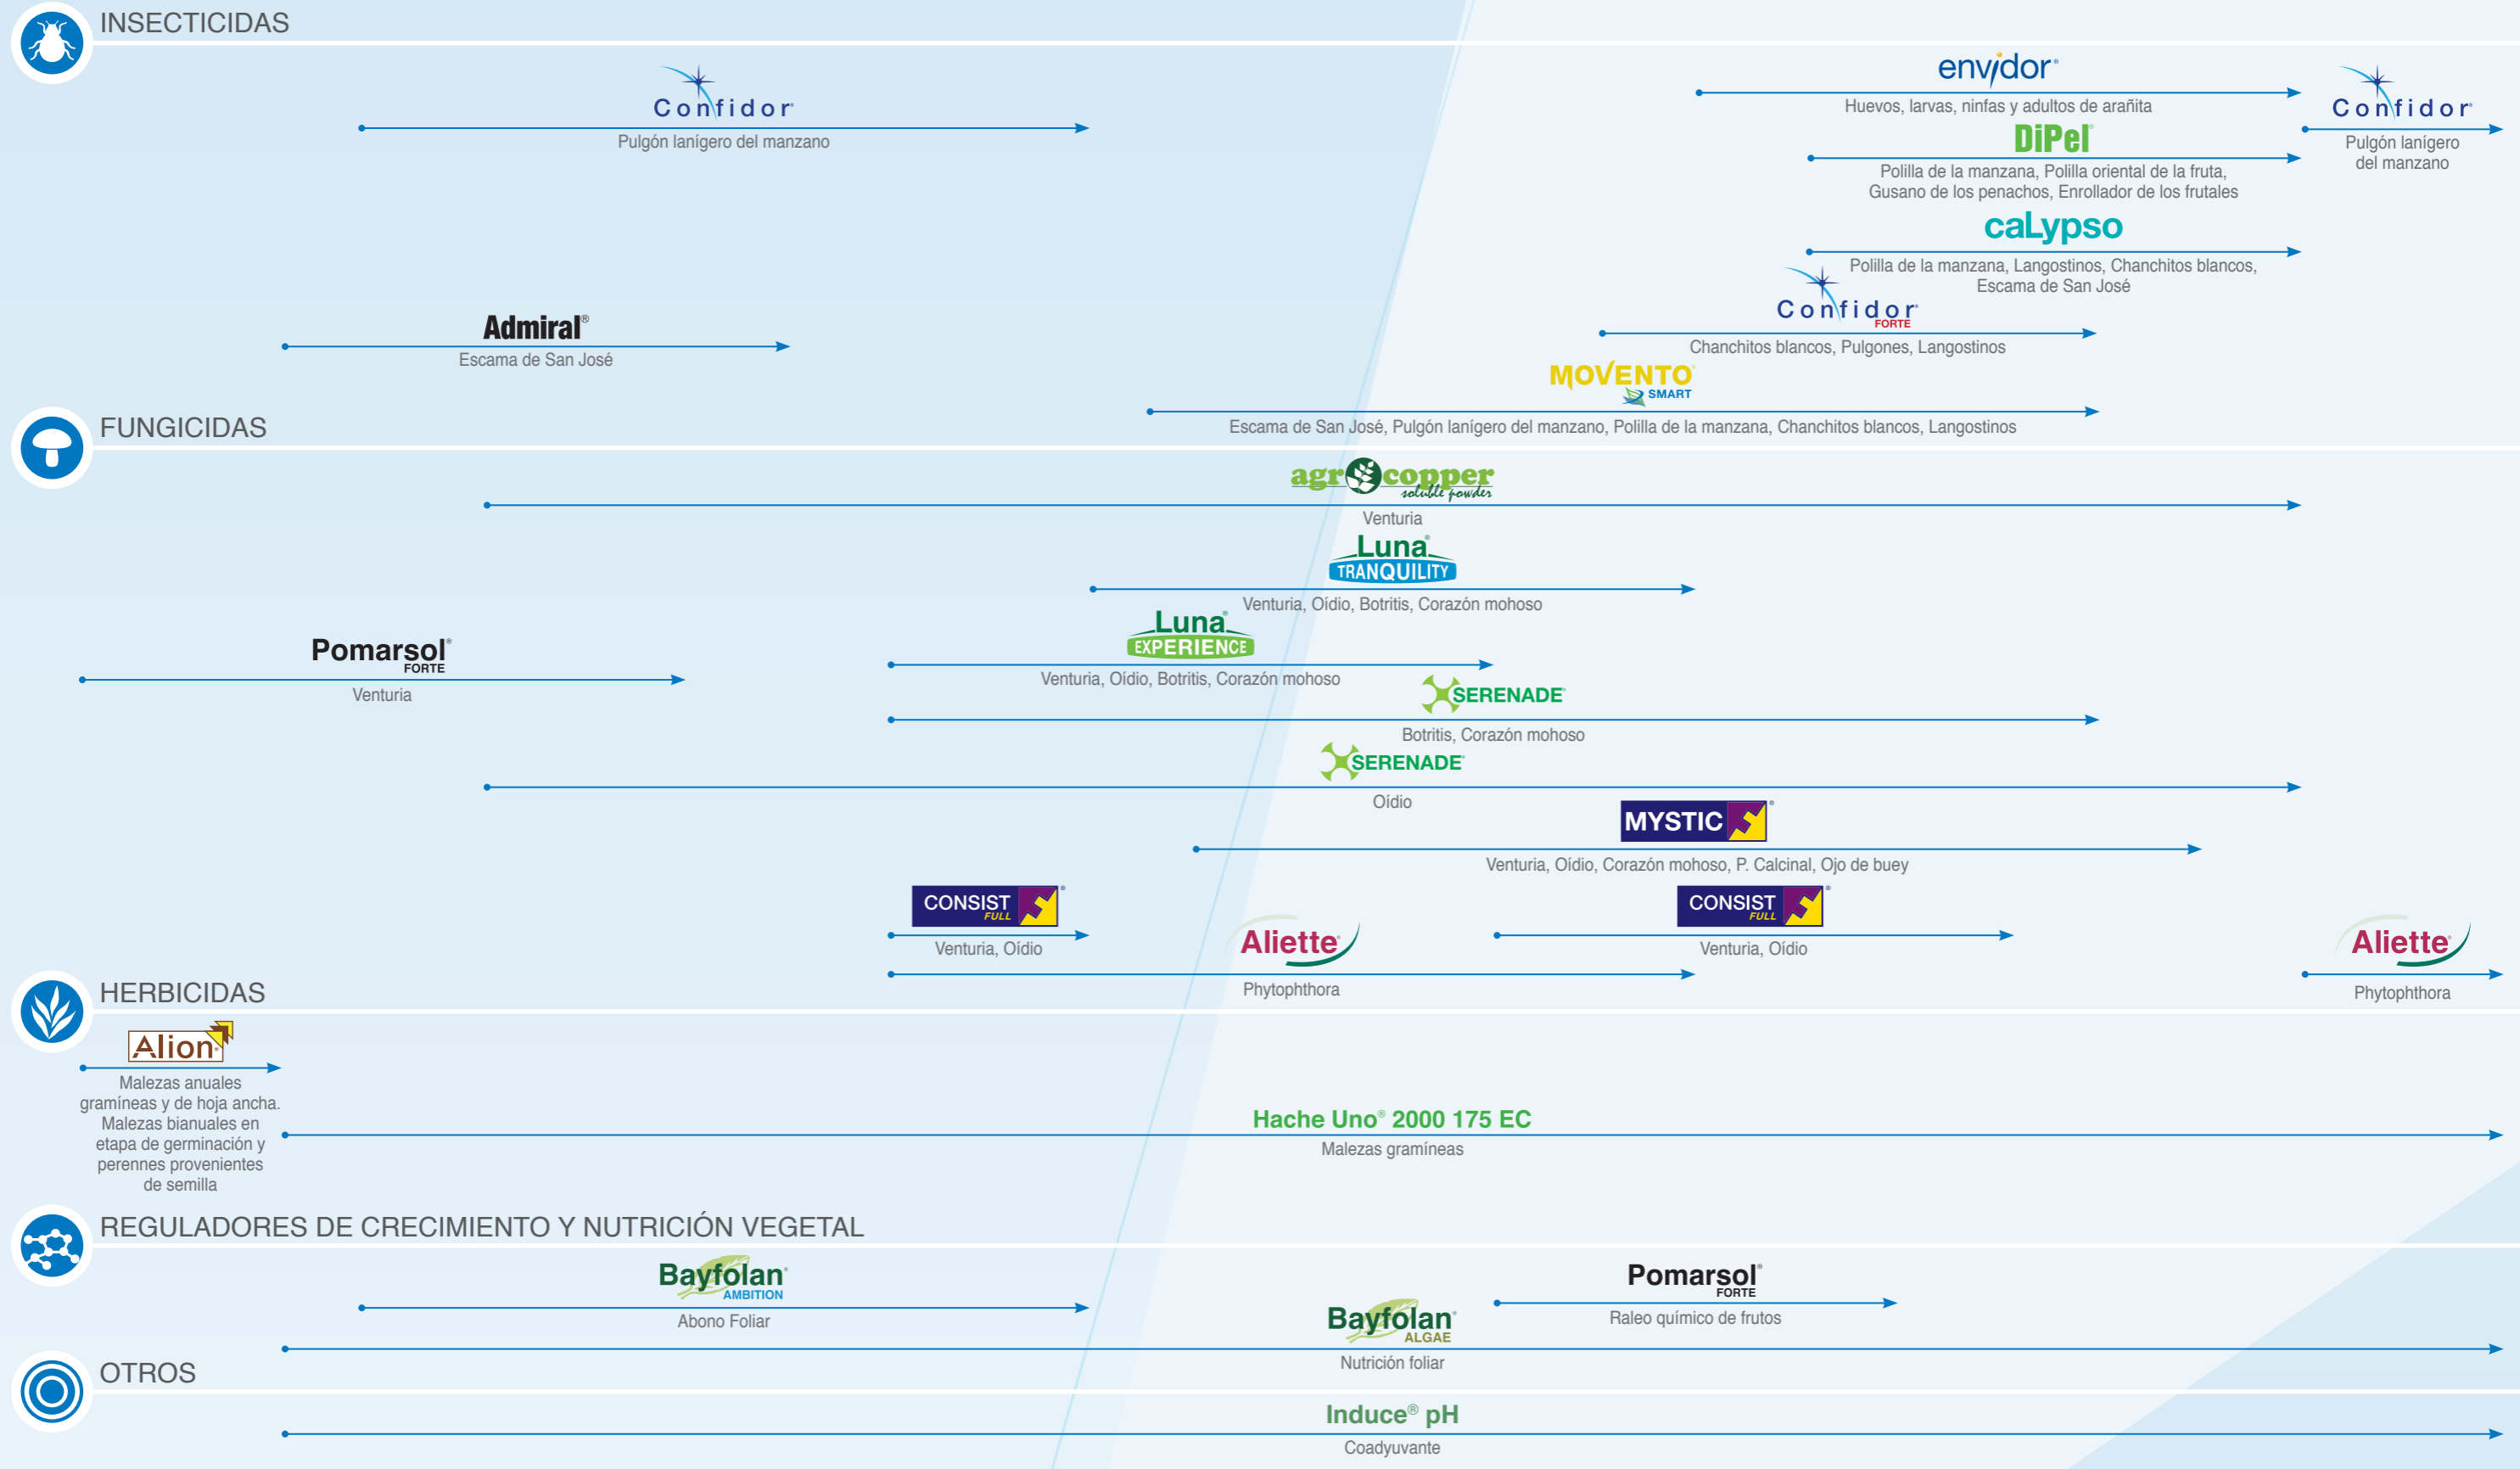 INSECTICIDAS
envidor®
Huevos, larvas, ninfas y adultos de arañita
Confidor®
Pulgón lanígero del manzano
Confidor®
Pulgón lanígero
del manzano
DiPel®
Polilla de la manzana, Polilla oriental de la fruta,
Gusano de los penachos, Enrollador de los frutales
caLypso
Polilla de la manzana, Langostinos, Chanchitos blancos,
Escama de San José
Confidor®
FORTE
Chanchitos blancos, Pulgones, Langostinos
Admiral®
Escama de San José
MOVENTO®
SMART
Escama de San José, Pulgón lanígero del manzano, Polilla de la manzana, Chanchitos blancos, Langostinos
FUNGICIDAS
agrocopper
soluble powder
Venturia
Luna®
TRANQUILITY
Venturia, Oídio, Botritis, Corazón mohoso
Luna®
EXPERIENCE
Venturia, Oídio, Botritis, Corazón mohoso
Pomarsol®
FORTE
Venturia
SERENADE®
Botritis, Corazón mohoso
SERENADE®
Oídio
MYSTIC ®
Venturia, Oídio, Corazón mohoso, P. Calcinal, Ojo de buey
CONSIST ®
FULL
Venturia, Oídio
CONSIST ®
FULL
Venturia, Oídio
Aliette®
Phytophthora
Aliette®
Phytophthora
HERBICIDAS
Alion®
Malezas anuales
gramíneas y de hoja ancha.
Malezas bianuales en
etapa de germinación y
perennes provenientes
de semilla
Hache Uno® 2000 175 EC
Malezas gramíneas
REGULADORES DE CRECIMIENTO Y NUTRICIÓN VEGETAL
Bayfolan®
AMBITION
Abono Foliar
Pomarsol®
FORTE
Raleo químico de frutos
Bayfolan®
ALGAE
Nutrición foliar
OTROS
Induce® pH
Coadyuvante